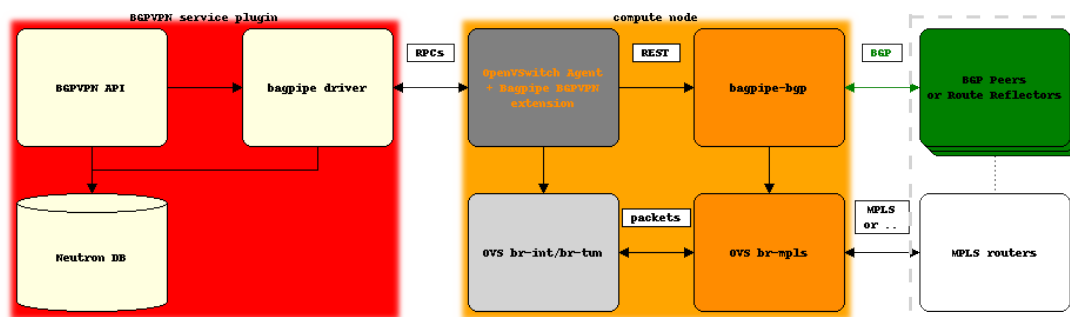 BGPVPN service plugin
compute node
BGPVPN API
bagpipe driver
RPCs
OpenVSwitch Agent
+ Bagpipe BGPVPN
extension
REST
bagpipe-bgp
BGP
BGP Peers
or Route Reflectors
Neutron DB
OVS br-int/br-tun
packets
OVS br-mpls
MPLS
or ..
MPLS routers